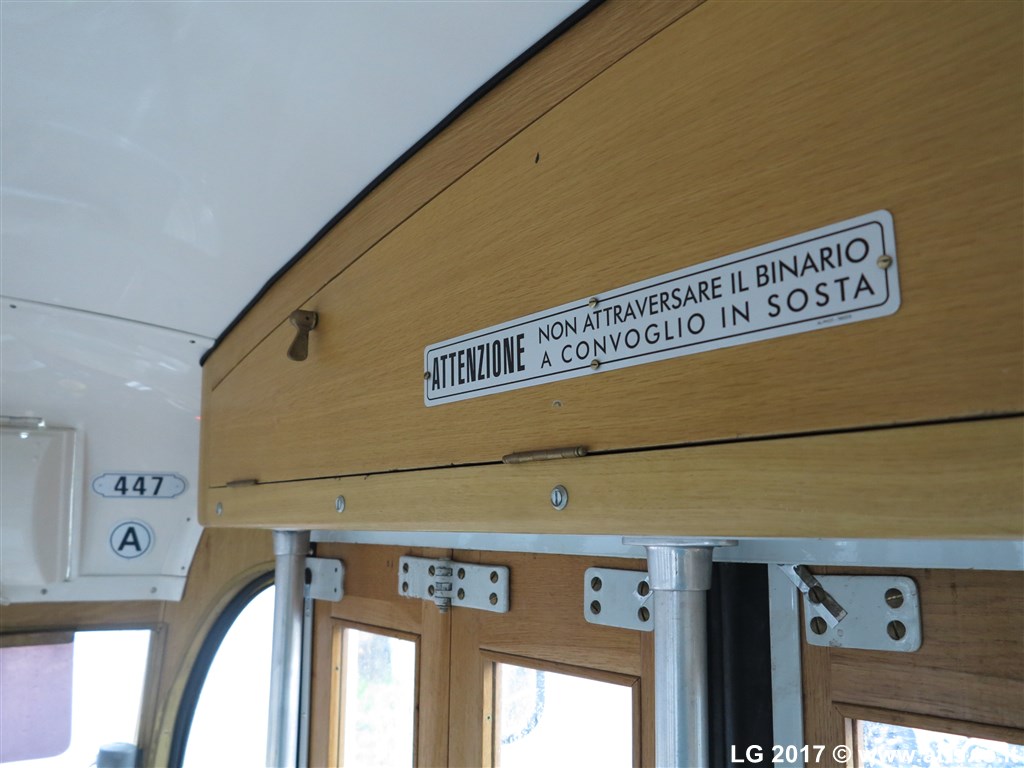 ATTENZIONE NON ATTRAVERSARE IL BINARIO
A CONVOGLIO IN SOSTA
447
A
LG 2017 ©